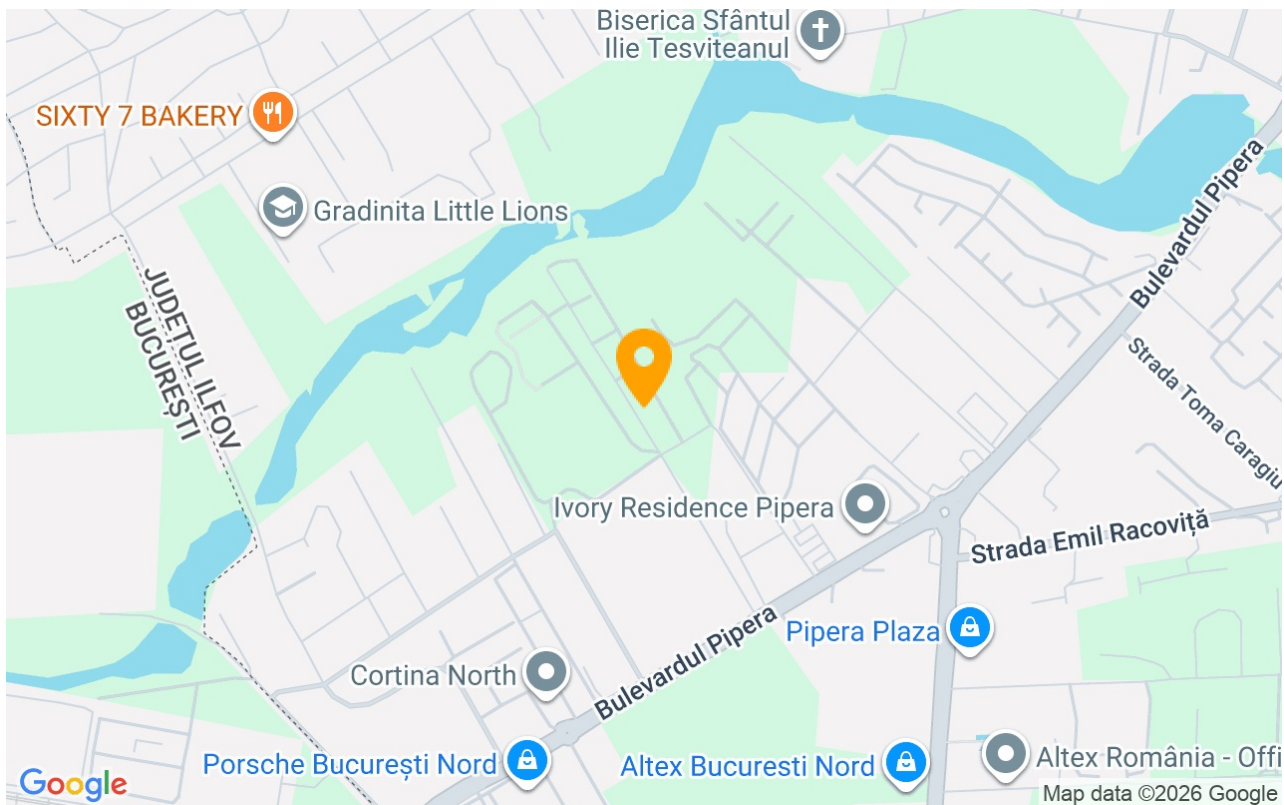 Biserica Sfântul
Ilie Tesviteanul
SIXTY 7 BAKERY
Gradinita Little Lions
Bulevardul Pipera
JUDEȚUL ILFOV
BUCUREȘTI
Strada Toma Caragiu
Ivory Residence Pipera
Strada Emil Racoviță
Bulevardul Pipera
Pipera Plaza
Cortina North
Porsche București Nord
Altex Bucuresti Nord
Altex România - Offi
Google
Map data ©2026 Google